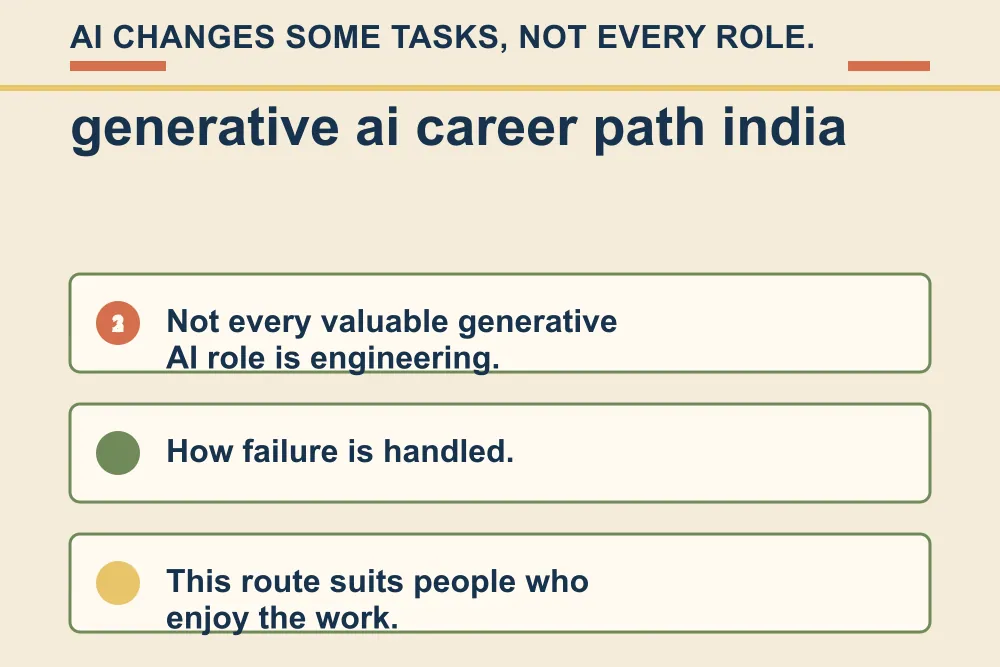 AI CHANGES SOME TASKS, NOT EVERY ROLE.
generative ai career path india
Not every valuable generative
AI role is engineering.
How failure is handled.
This route suits people who
enjoy the work.